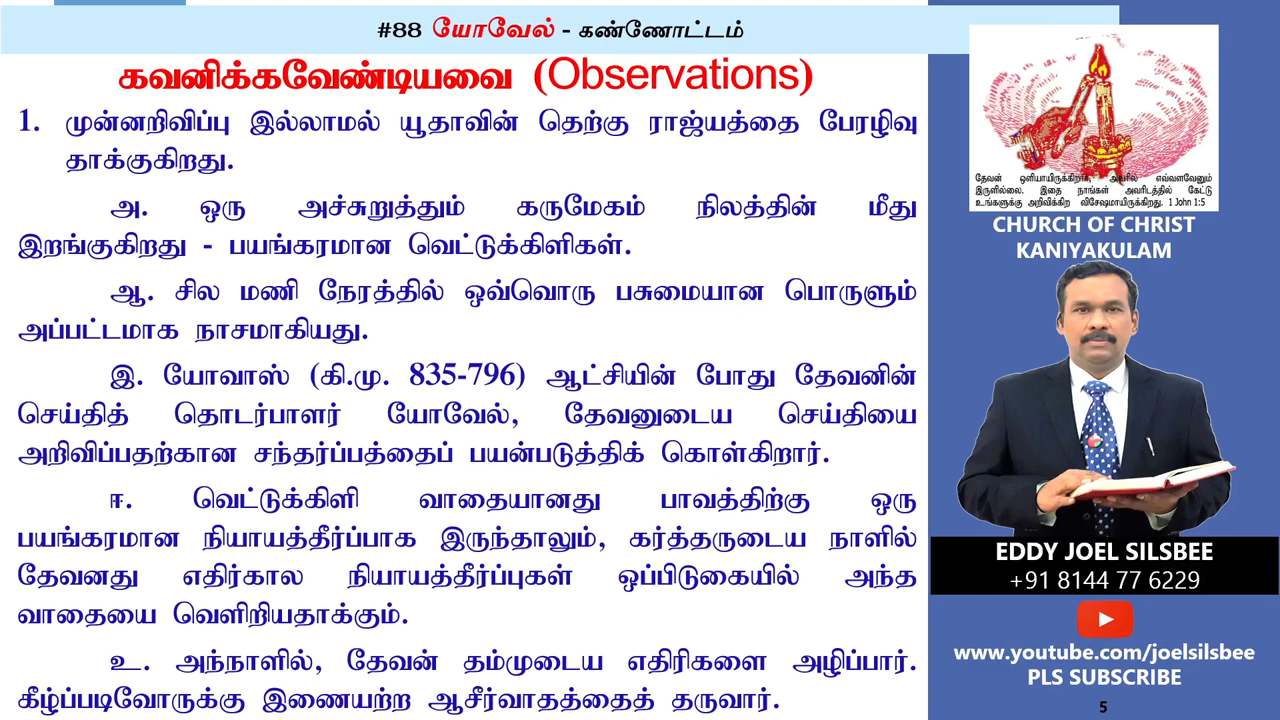 #88 யோவேல் - கண்ணோட்டம்
கவனிக்கவேண்டியவை (Observations)
1. முன்னறிவிப்பு இல்லாமல் யூதாவின் தெற்கு ராஜ்யத்தை பேரழிவு
தாக்குகிறது.
அ. ஒரு அச்சுறுத்தும் கருமேகம் நிலத்தின் மீது
இறங்குகிறது - பயங்கரமான வெட்டுக்கிளிகள்.
ஆ. சில மணி நேரத்தில் ஒவ்வொரு பசுமையான பொருளும்
அப்பட்டமாக நாசமாகியது.
இ. யோவாஸ் (கி.மு. 835-796) ஆட்சியின் போது தேவனின்
செய்தித் தொடர்பாளர் யோவேல், தேவனுடைய செய்தியை
அறிவிப்பதற்கான சந்தர்ப்பத்தைப் பயன்படுத்திக் கொள்கிறார்.
ஈ. வெட்டுக்கிளி வாதையானது பாவத்திற்கு ஒரு
பயங்கரமான நியாயத்தீர்ப்பாக இருந்தாலும், கர்த்தருடைய நாளில்
தேவனது எதிர்கால நியாயத்தீர்ப்புகள் ஒப்பிடுகையில் அந்த
வாதையை வெளிறியதாக்கும்.
உ. அந்நாளில், தேவன் தம்முடைய எதிரிகளை அழிப்பார்.
கீழ்ப்படிவோருக்கு இணையற்ற ஆசீர்வாதத்தைத் தருவார்.
தேவன் ஒளியாயிருக்கிறார், அவரில் எவ்வளவேனும்
இருளில்லை. இதை நாங்கள் அவரிடத்தில் கேட்டு
உங்களுக்கு அறிவிக்கிற விசேஷமாயிருக்கிறது. 1 John 1:5
CHURCH OF CHRIST
KANIYAKULAM
EDDY JOEL SILSBEE
+91 8144 77 6229
www.youtube.com/joelsilsbee
PLS SUBSCRIBE
5